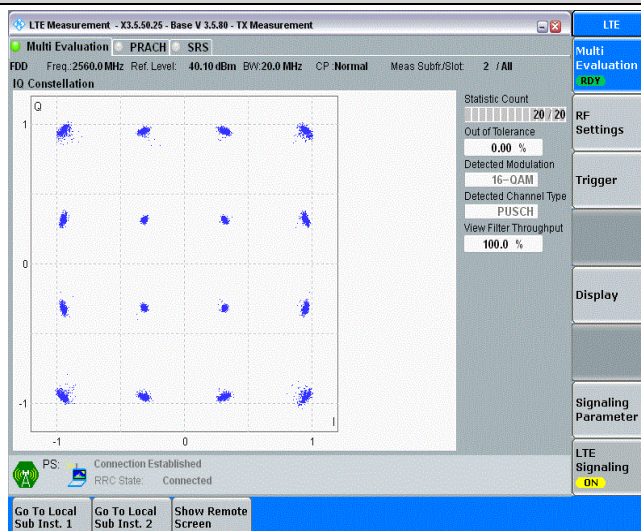 LTE Measurement - X3.5.50.25 - Base V 3.5.80 - TX Measurement
LTE
Multi Evaluation PRACH SRS
FDD Freq.:2560.0 MHz Ref. Level: 40.10 dBm BW:20.0 MHz CP :Normal Meas Subfr./Slot: 2 / All
IQ Constellation
Q
1
0
-1
-1 0 1
I
Statistic Count
20 / 20
Out of Tolerance
0.00 %
Detected Modulation
16-QAM
Detected Channel Type
PUSCH
View Filter Throughput
100.0 %
Multi
Evaluation
RDY
RF
Settings
Trigger
Display
Signaling
Parameter
LTE
Signaling
ON
PS: Connection Established
RRC State: Connected
Go To Local
Sub Inst. 1
Go To Local
Sub Inst. 2
Show Remote
Screen